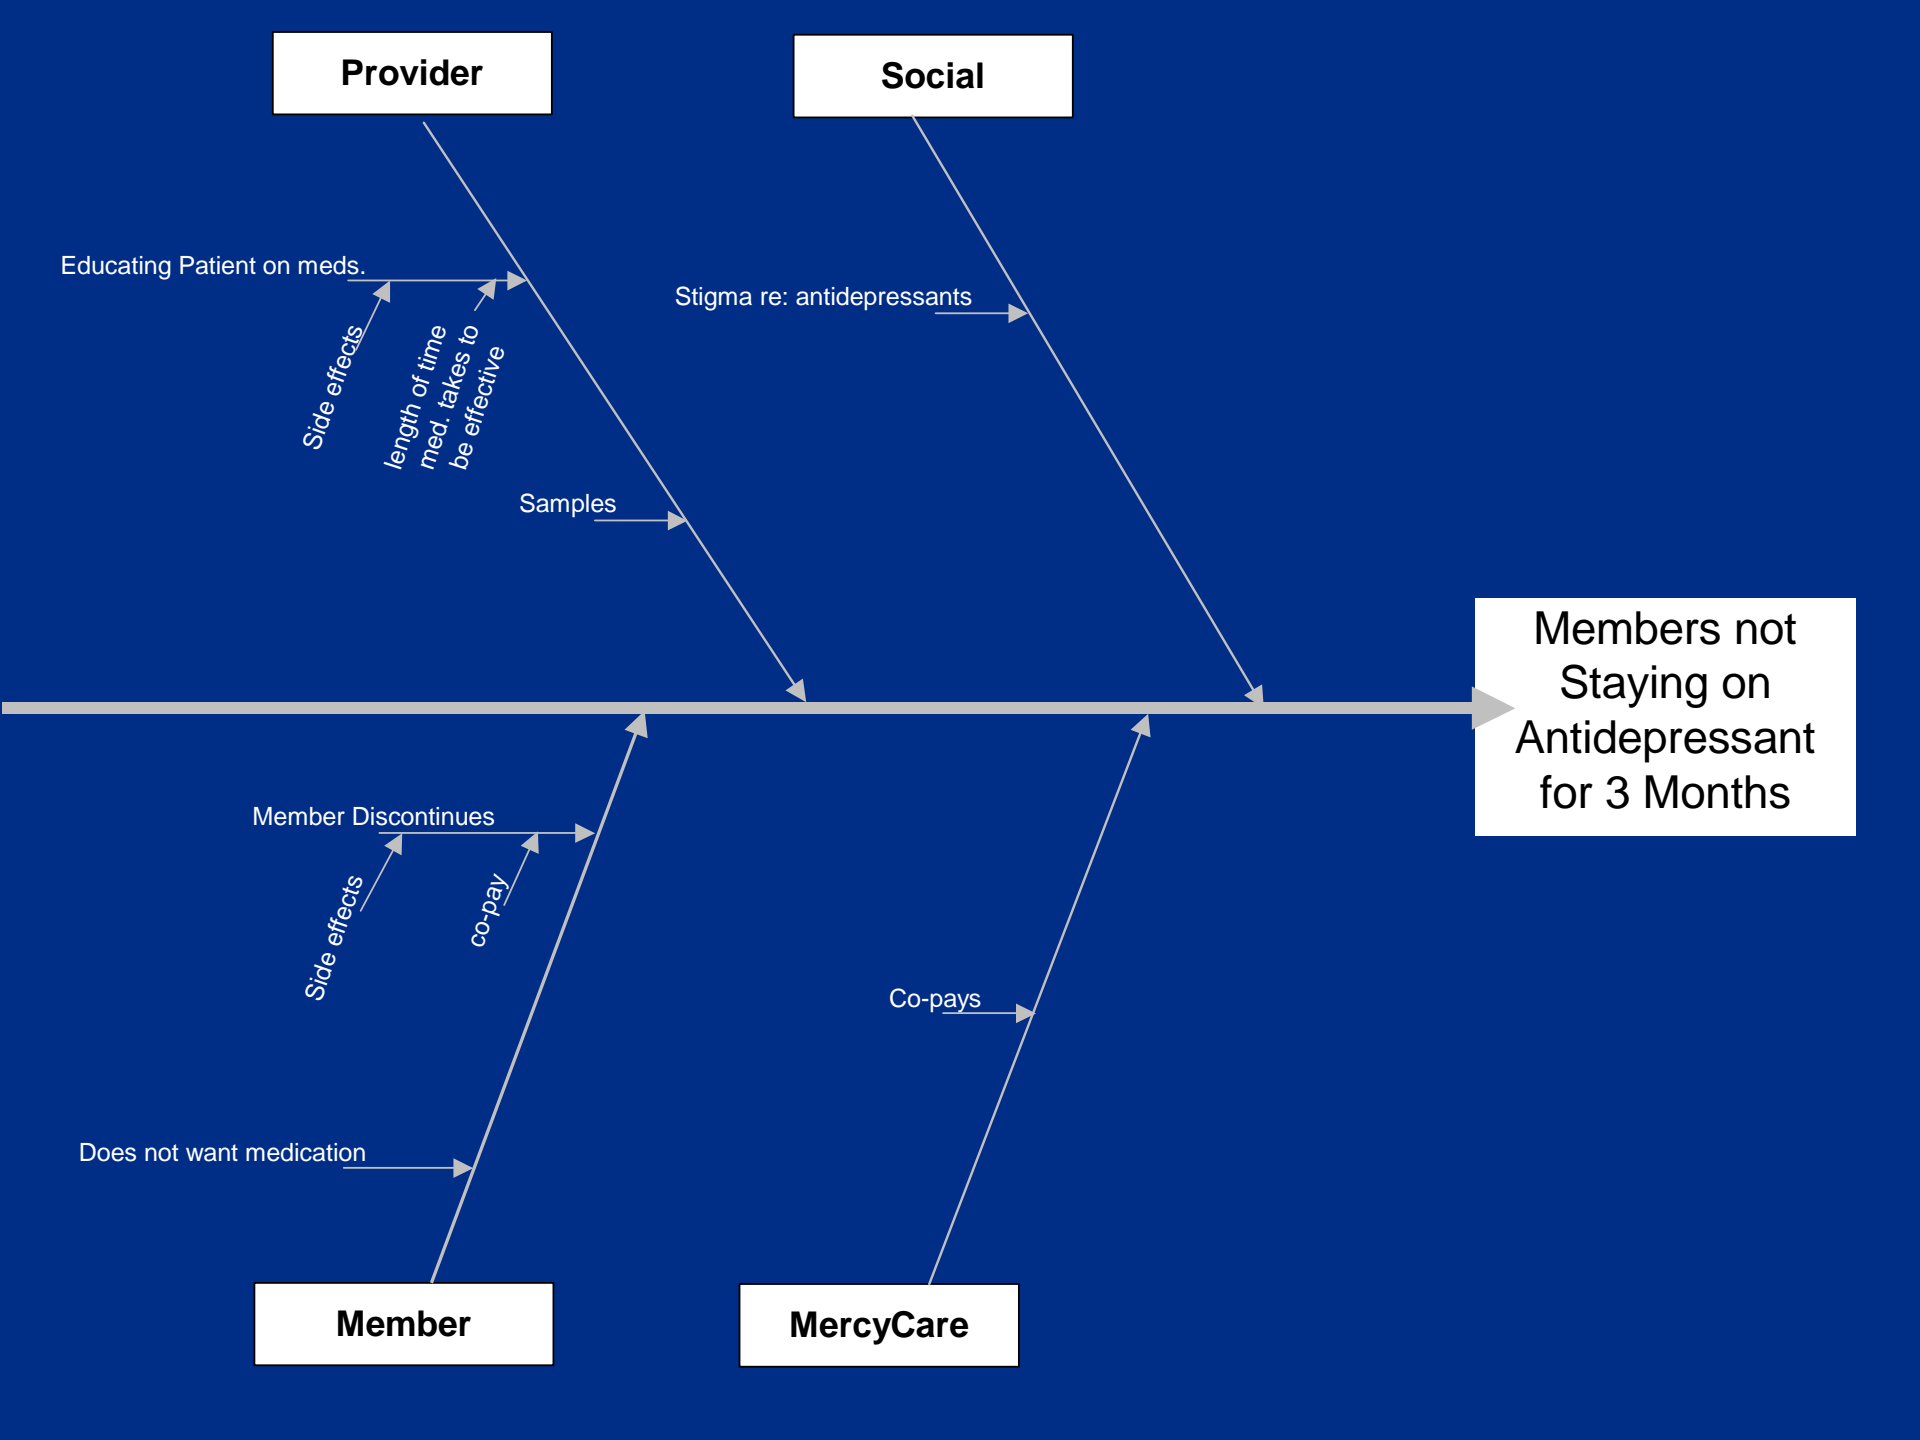 Provider
Social
Educating Patient on meds.
Stigma re: antidepressants
Side effects
length of time
med. takes to
be effective
Samples
Members not
Staying on
Antidepressant
for 3 Months
Member Discontinues
Side effects
co-pay
Co-pays
Does not want medication
Member
MercyCare